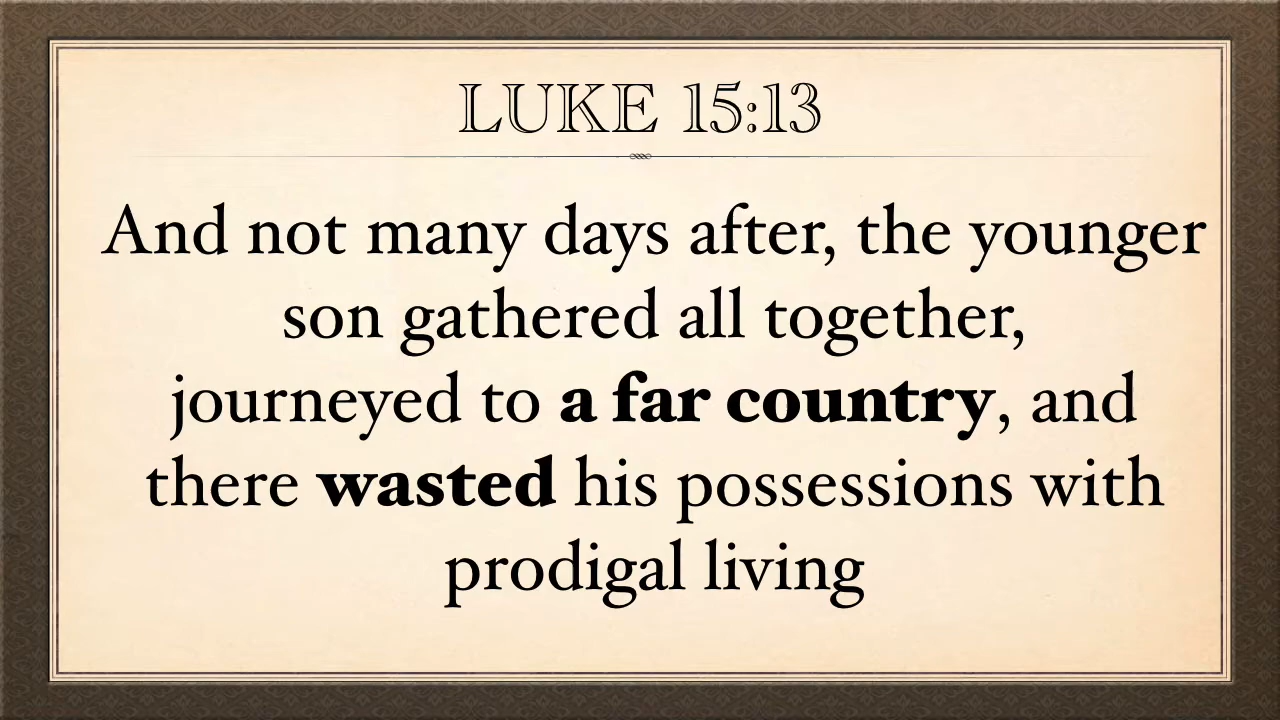 LUKE 15:13
And not many days after, the younger
son gathered all together,
journeyed to a far country, and
there wasted his possessions with
prodigal living